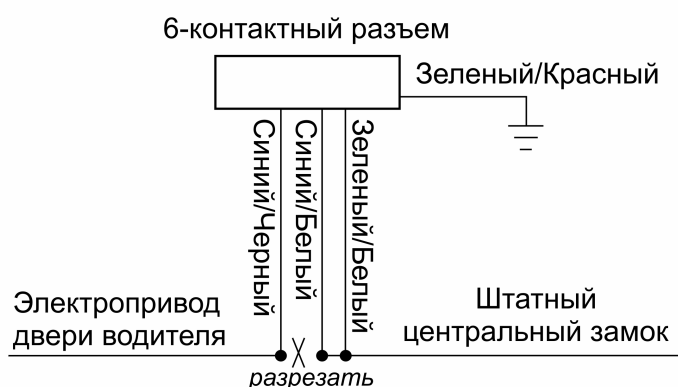 6-контактный разъем
Зеленый/Красный
Синий/Черный
Синий/Белый
Зеленый/Белый
Электропривод
двери водителя
Штатный
центральный замок
разрезать